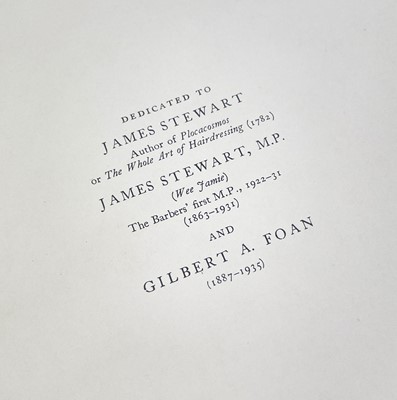 DEDICATED TO
JAMES STEWART
Author of Plocacosmos
or The Whole Art of Hairdressing (1782)
JAMES STEWART, M.P.
(Wee Jamie)
The Barbers' first M.P., 1922-31
(1863-1931)
AND
GILBERT A. FOAN
(1887-1935)